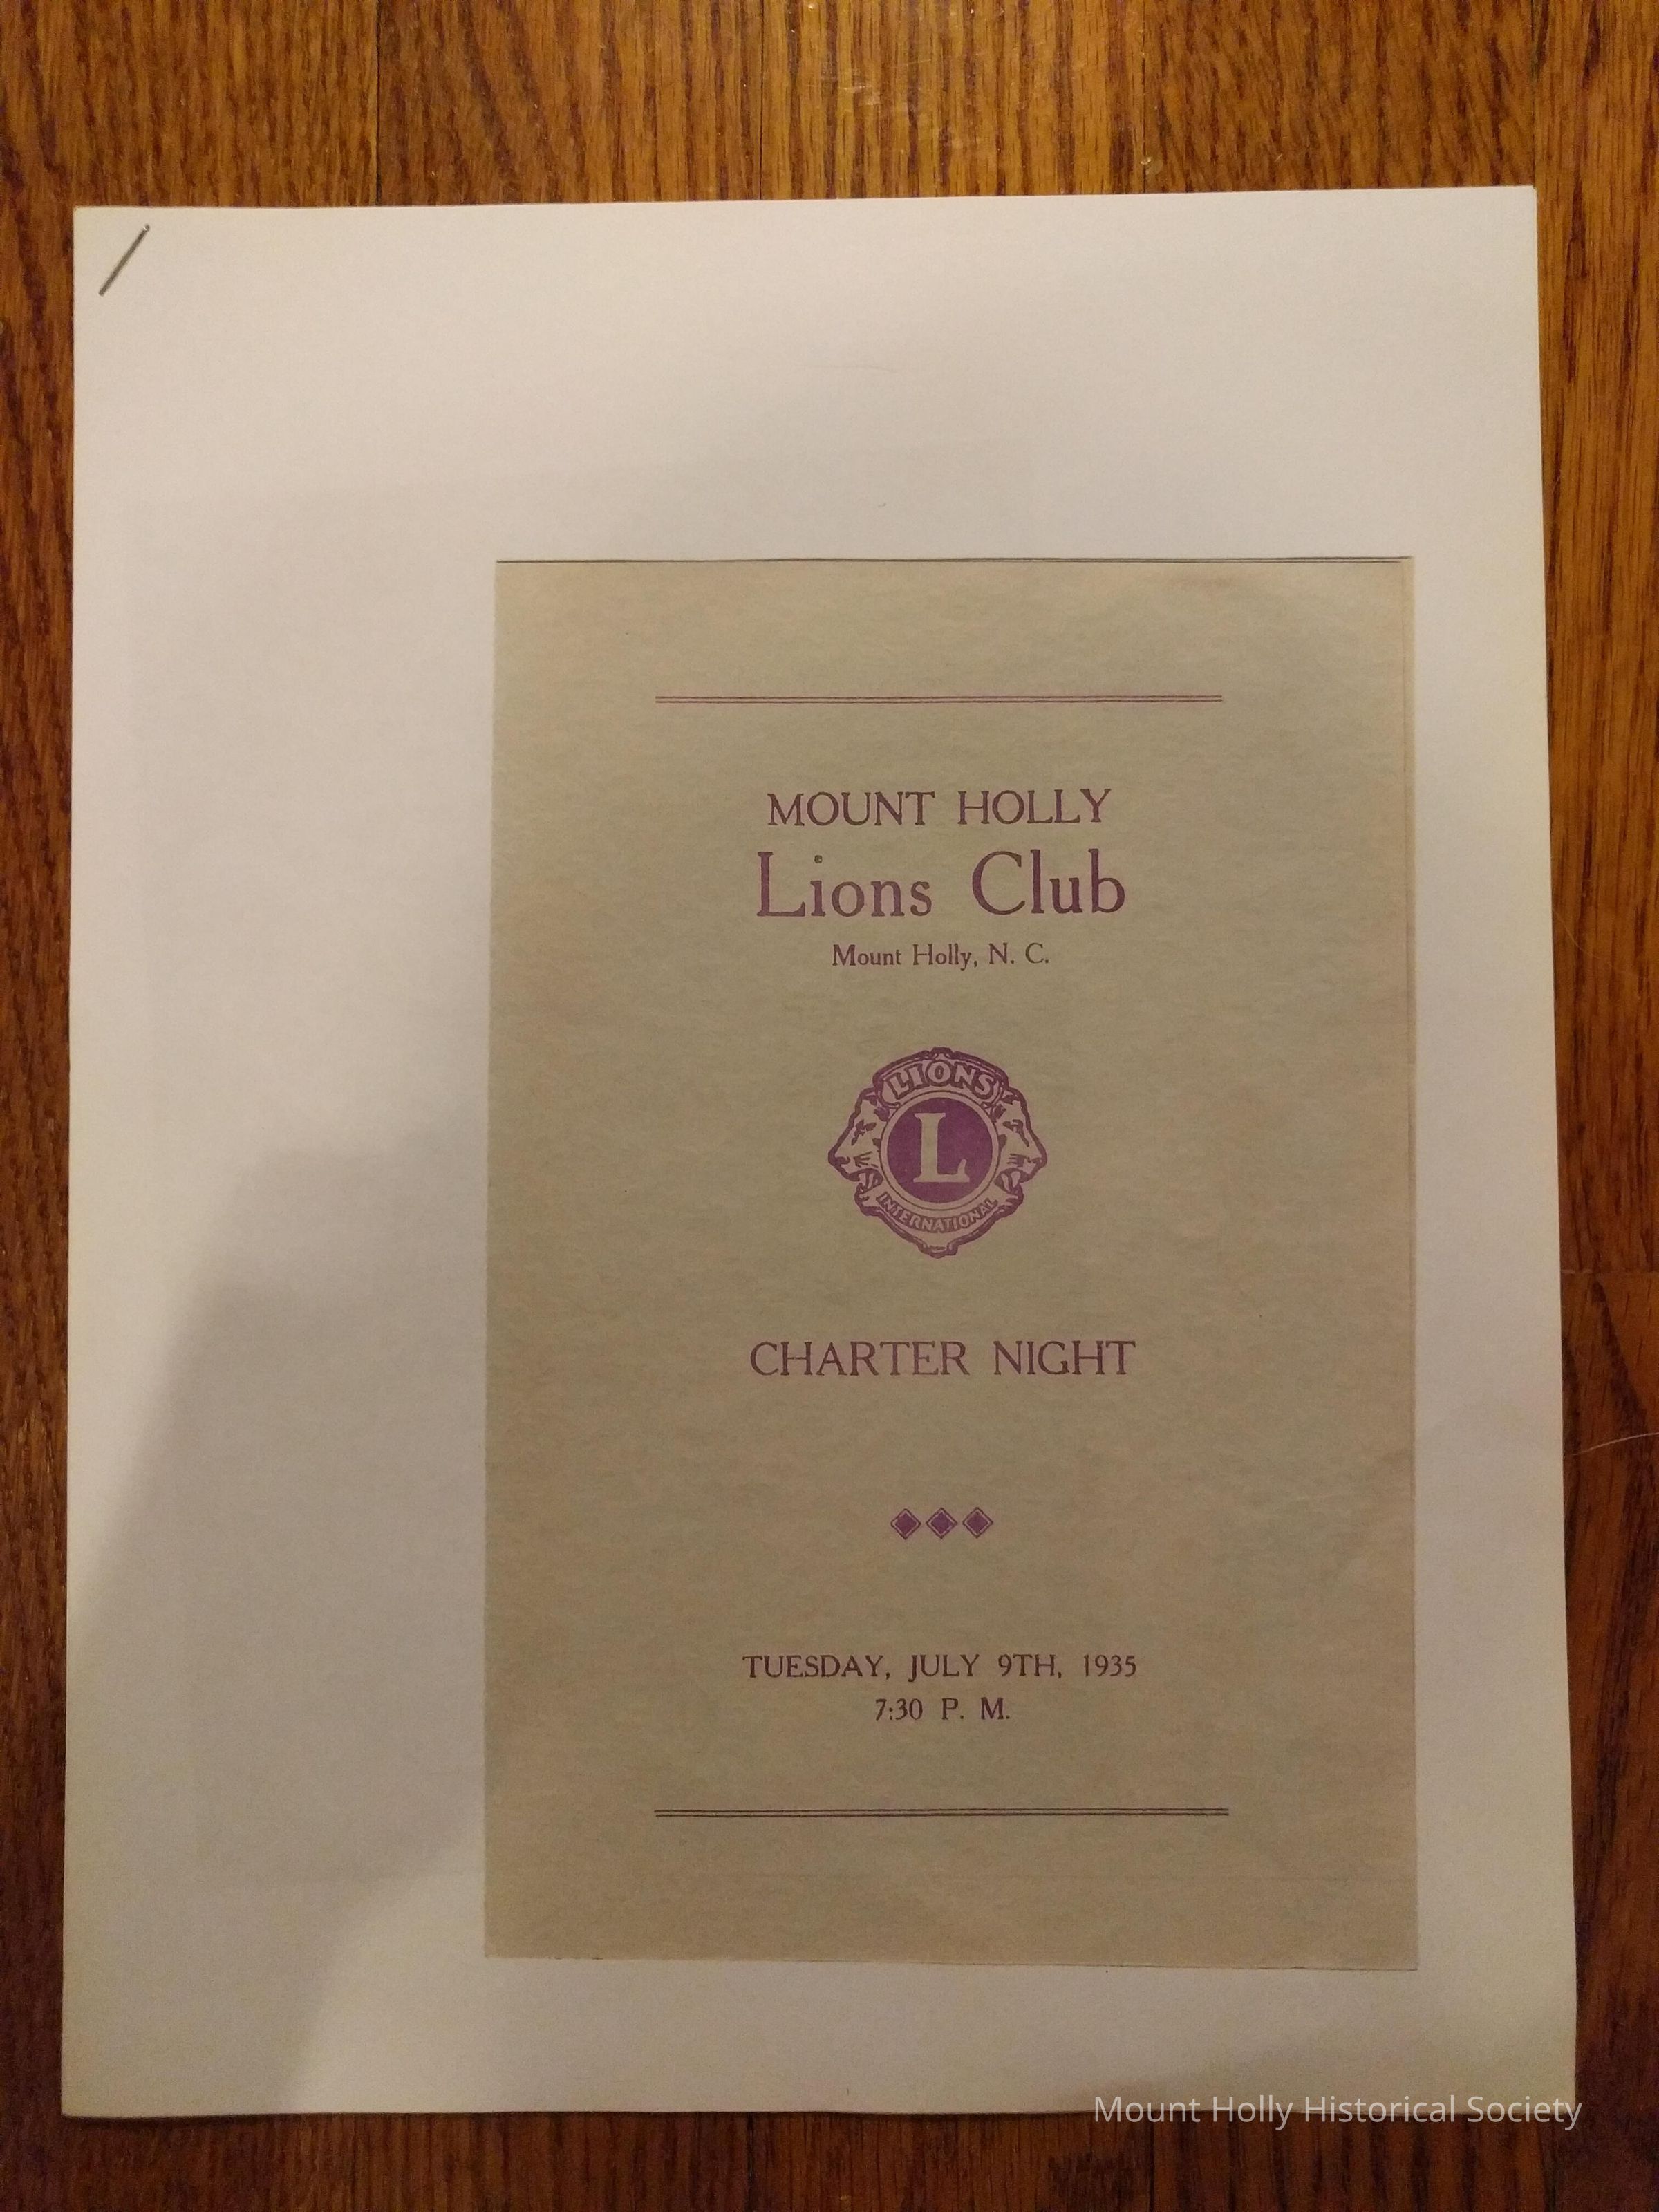 MOUNT HOLLY
Lions Club
Mount Holly, N. C.
LIONS
L
INTERNATIONAL
CHARTER NIGHT
TUESDAY, JULY 9TH, 1935
7:30 P. M.
Mount Holly Historical Society